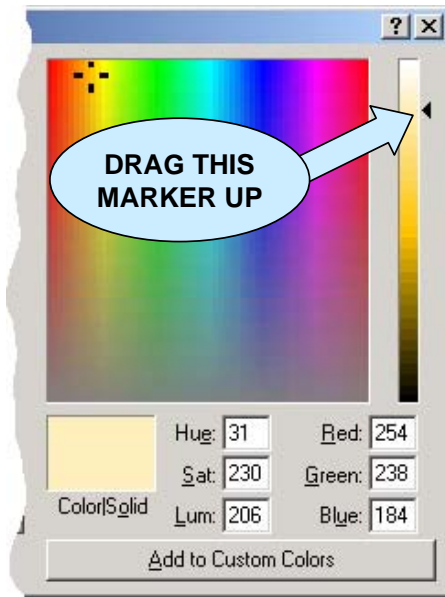 ? ×
DRAG THIS
MARKER UP
Hue: 31 Red: 254
Sat: 230 Green: 238
Color|Solid Lum: 206 Blue: 184
Add to Custom Colors